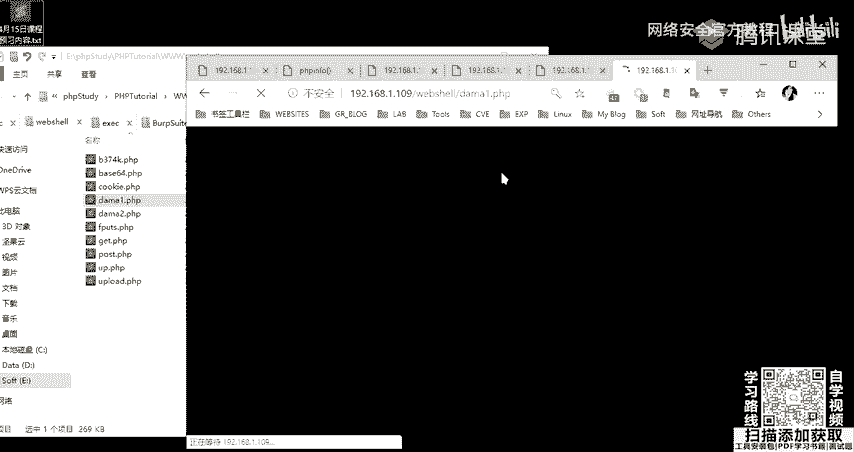 4月15日课程
预习内容.txt
网络安全官方教程
腾讯课堂
bilibili
主页 共享 查看
phpStudy › PHPTutorial › WW
webshell
exec
BurpSuite
名称
b374k.php
base64.php
cookie.php
dama1.php
dama2.php
fputs.php
get.php
post.php
up.php
upload.php
快速访问
OneDrive
WPS云文档
此电脑
3D 对象
坚果云
视频
图片
文档
下载
音乐
桌面
本地磁盘 (C:)
Data (D:)
Soft (E:)
网络
选中 1 个项目 269 KB
192.168.1
phpinfo()
192.168.1
192.168.1
192.168.1
192.168.1
不安全 192.168.1.109/webshell/dama1.php
书签工具栏 WEBSITES GR_BLOG LAB Tools CVE EXP Linux My Blog Soft 网址导航 Others
正在等待 192.168.1.109...
学习路线
自学视频
扫描添加获取
工具安装包|PDF学习书籍|面试题